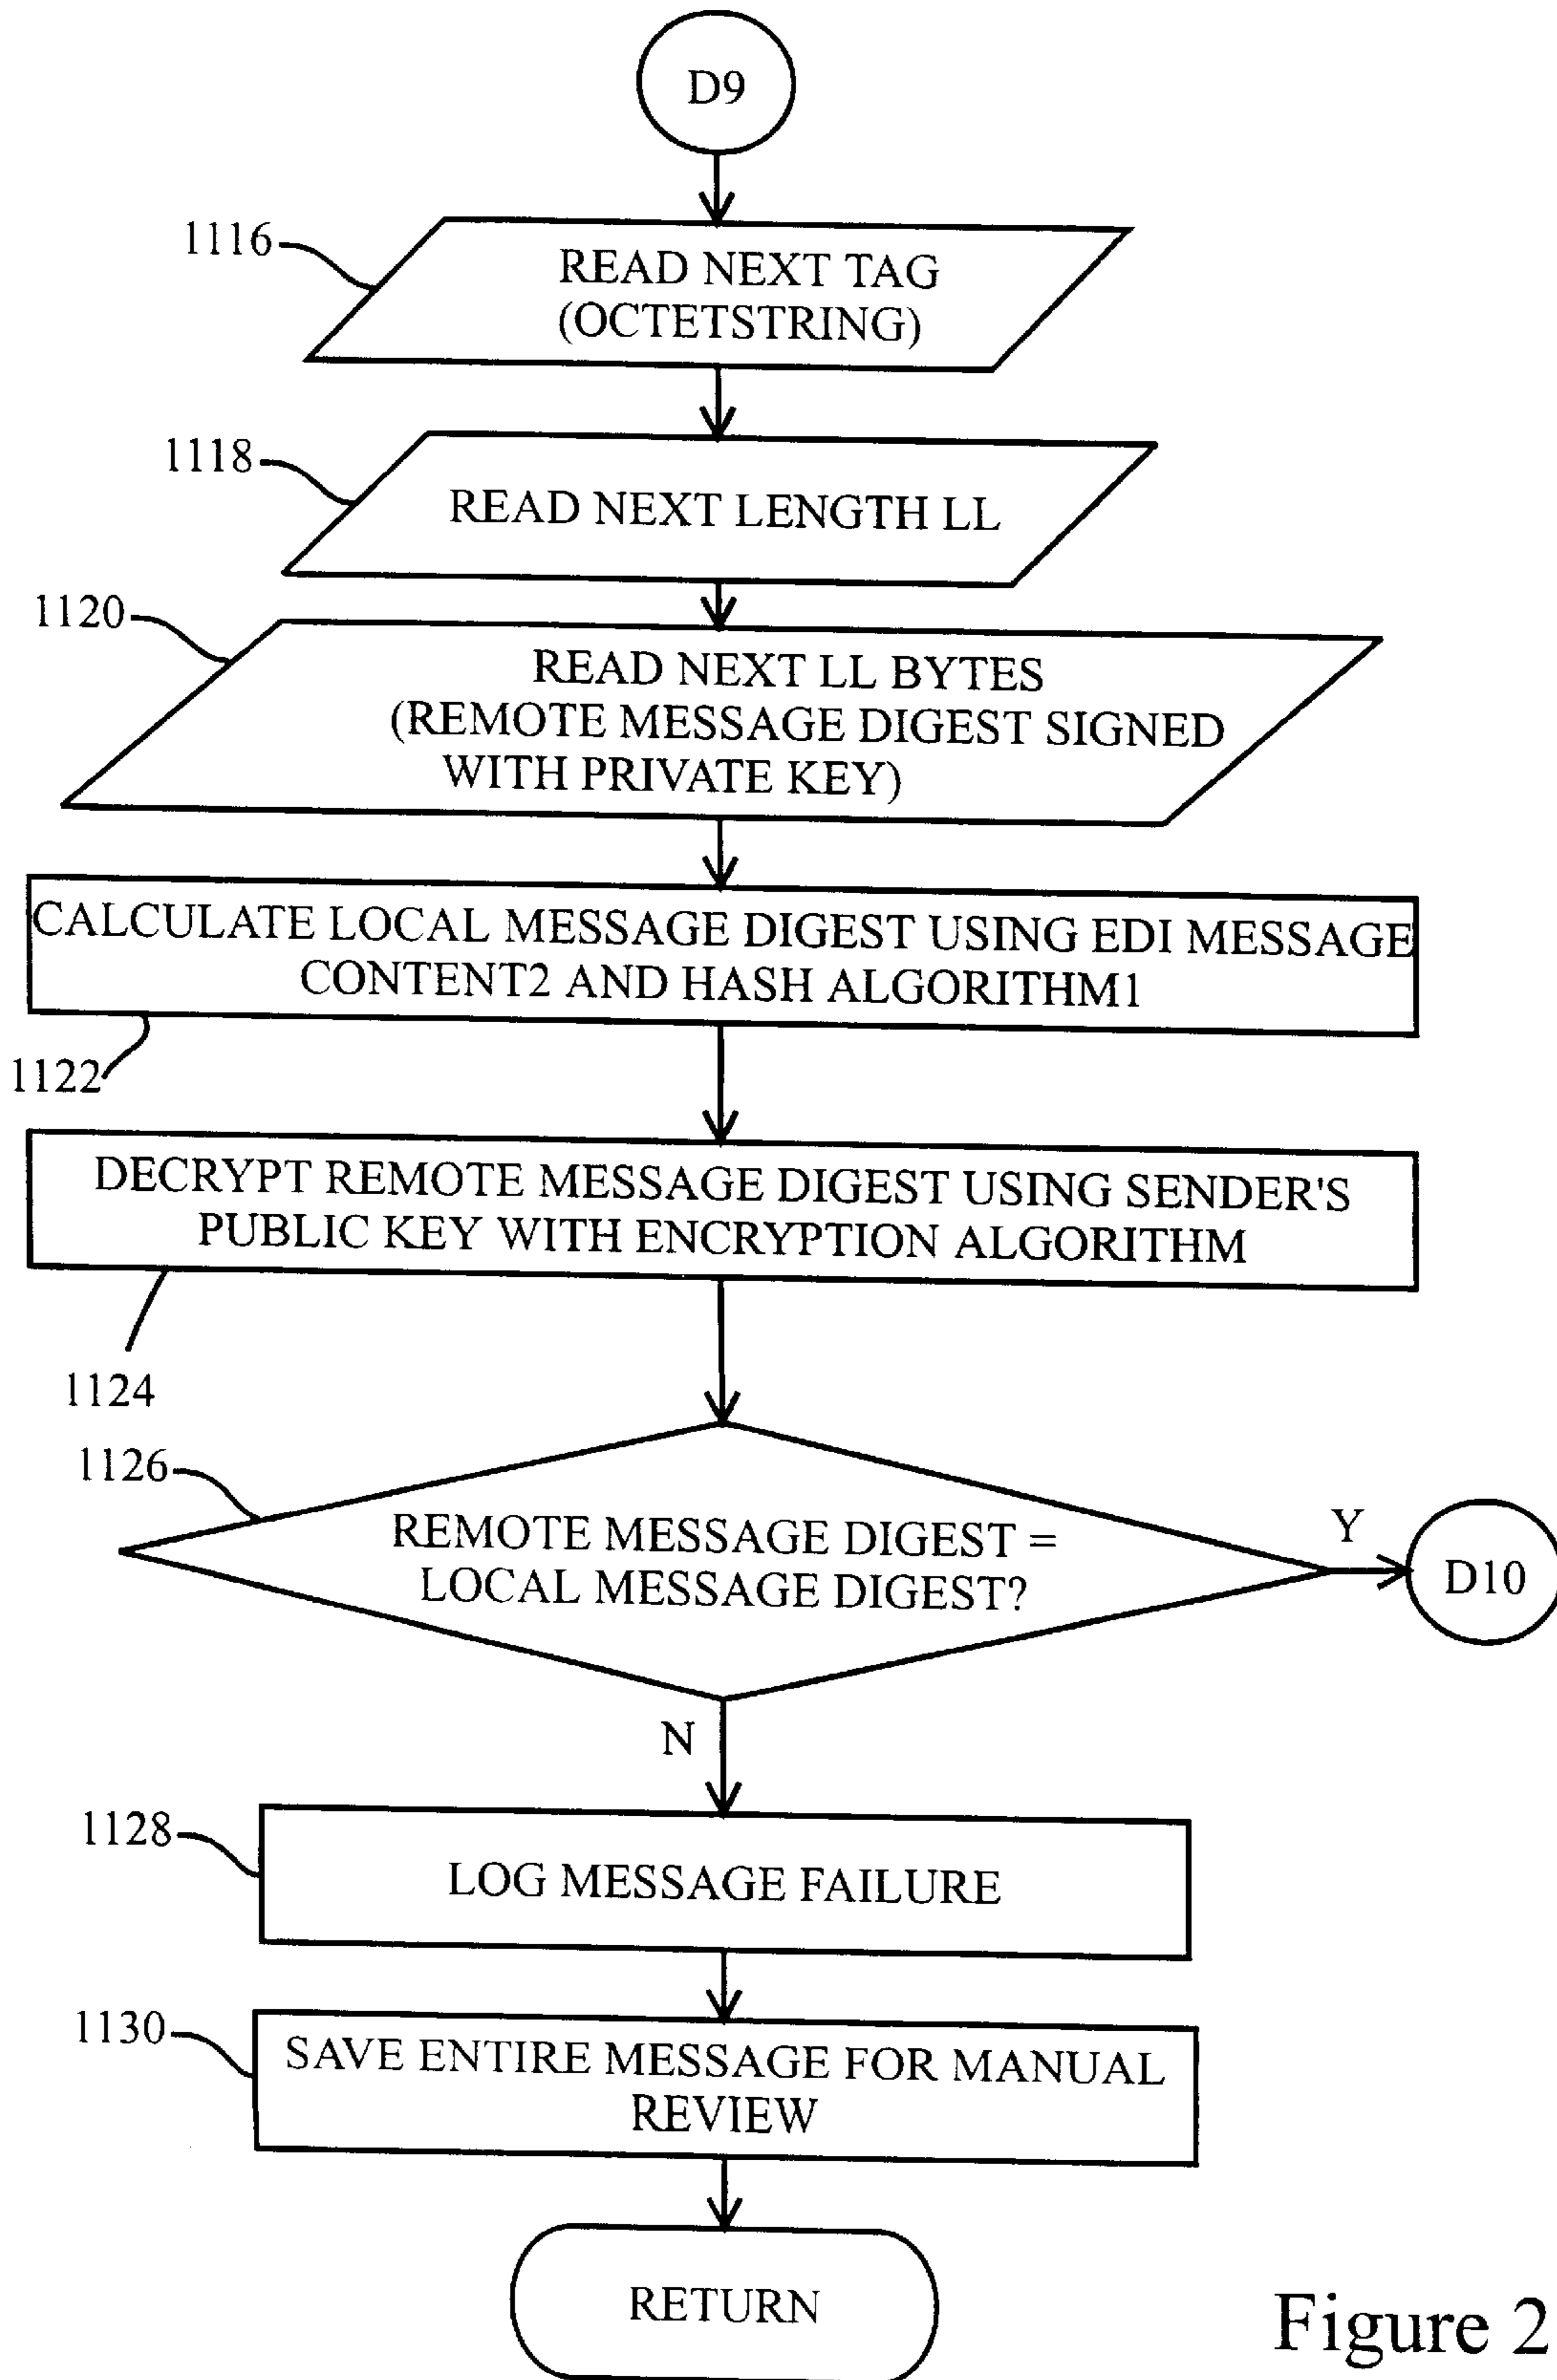 D9
1116
READ NEXT TAG
(OCTETSTRING)
1118
READ NEXT LENGTH LL
1120
READ NEXT LL BYTES
(REMOTE MESSAGE DIGEST SIGNED
WITH PRIVATE KEY)
CALCULATE LOCAL MESSAGE DIGEST USING EDI MESSAGE
CONTENT2 AND HASH ALGORITHM1
1122
DECRYPT REMOTE MESSAGE DIGEST USING SENDER'S
PUBLIC KEY WITH ENCRYPTION ALGORITHM
1124
1126
REMOTE MESSAGE DIGEST =
LOCAL MESSAGE DIGEST?
Y
D10
N
1128
LOG MESSAGE FAILURE
1130
SAVE ENTIRE MESSAGE FOR MANUAL
REVIEW
RETURN
Figure 2